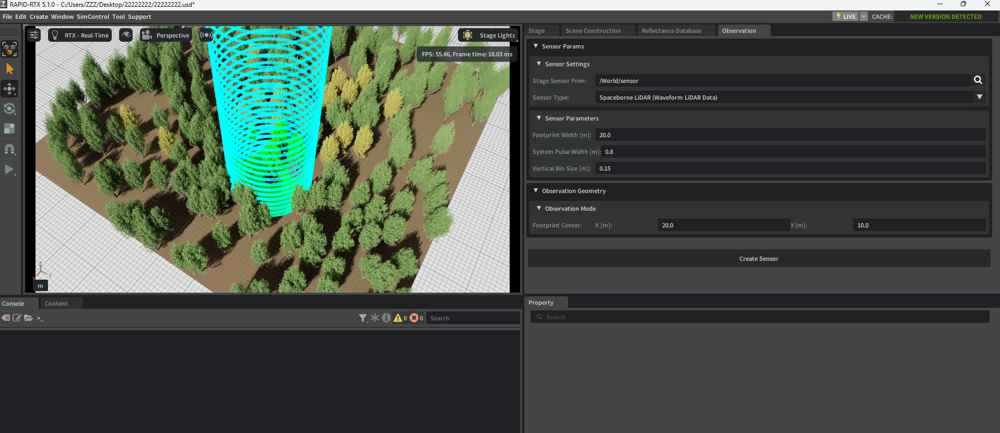 RAPID-RTX 5.1.0 - C:/Users/ZZZ/Desktop/22222222/22222222.usd*
File Edit Create Window SimControl Tool Support
LIVE CACHE: NEW VERSION DETECTED
RTX - Real-Time Perspective Stage Lights
FPS: 55.46, Frame time: 18.03 ms
Z
Y
X
m
Stage Scene Construction Reflectance Database Observation
Sensor Params
Sensor Settings
Stage Sensor Prim: /World/sensor
Sensor Type: Spaceborne LiDAR (Waveform LiDAR Data)
Sensor Parameters
Footprint Width [m]: 20.0
System Pulse Width [m]: 0.8
Vertical Bin Size [m]: 0.15
Observation Geometry
Observation Mode
Footprint Center: X [m]: 20.0 Y [m]: 10.0
Create Sensor
Console Content
>_ 0 0 Search
Property
Search